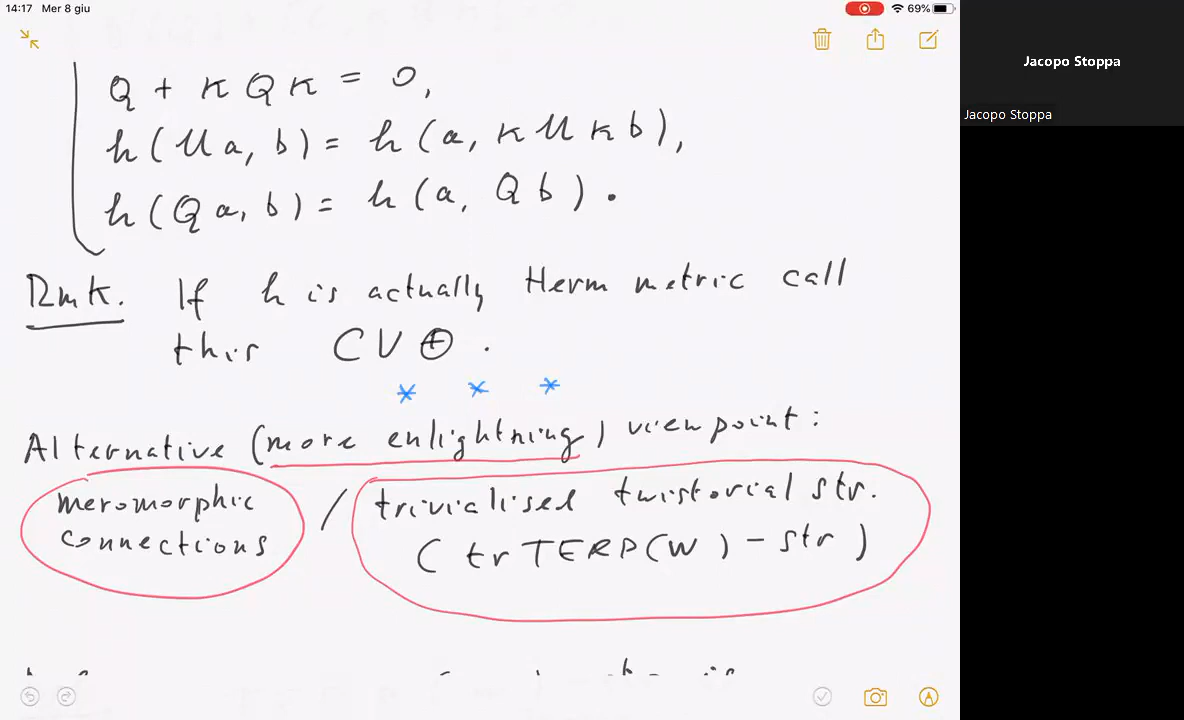 14:17 Mer 8 giu
69%
Jacopo Stoppa
Jacopo Stoppa
Q + κ Q κ = 0,
h(𝒰a, b) = h(a, κ𝒰κb),
h(Qa, b) = h(a, Qb).
Rmk. If h is actually Herm metric call
this CV⊕.
* * *
Alternative (more enlightning) viewpoint:
meromorphic / trivialised twistorial str.
connections (trTERP(W)-str)